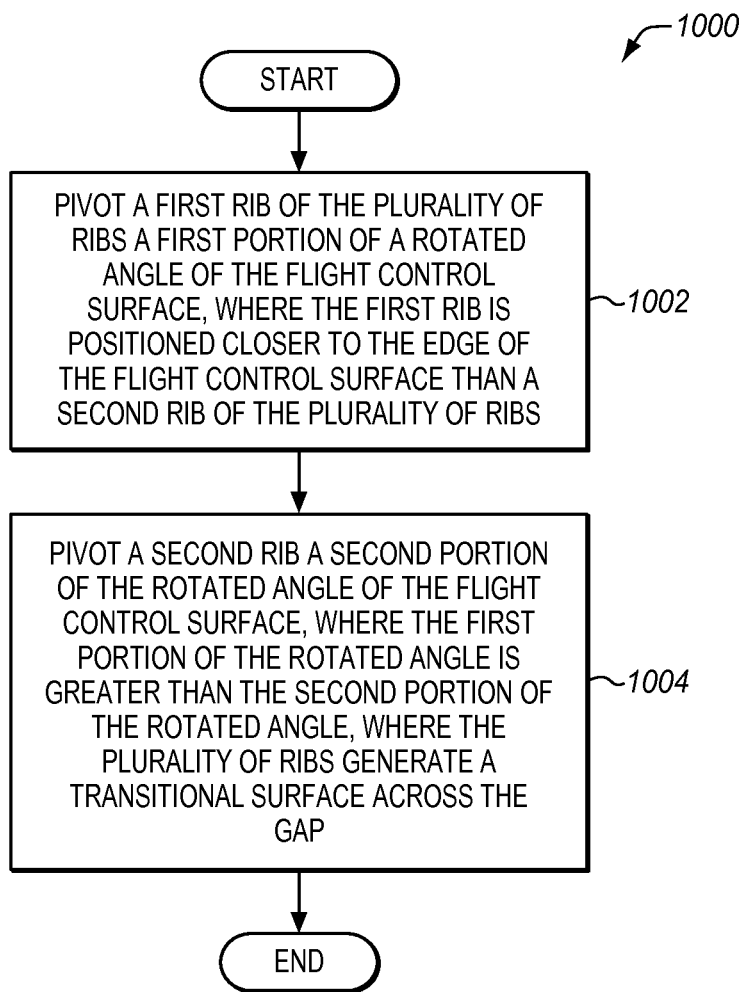 1000
START
PIVOT A FIRST RIB OF THE PLURALITY OF
RIBS A FIRST PORTION OF A ROTATED
ANGLE OF THE FLIGHT CONTROL
SURFACE, WHERE THE FIRST RIB IS
POSITIONED CLOSER TO THE EDGE OF
THE FLIGHT CONTROL SURFACE THAN A
SECOND RIB OF THE PLURALITY OF RIBS
1002
PIVOT A SECOND RIB A SECOND PORTION
OF THE ROTATED ANGLE OF THE FLIGHT
CONTROL SURFACE, WHERE THE FIRST
PORTION OF THE ROTATED ANGLE IS
GREATER THAN THE SECOND PORTION OF
THE ROTATED ANGLE, WHERE THE
PLURALITY OF RIBS GENERATE A
TRANSITIONAL SURFACE ACROSS THE
GAP
1004
END